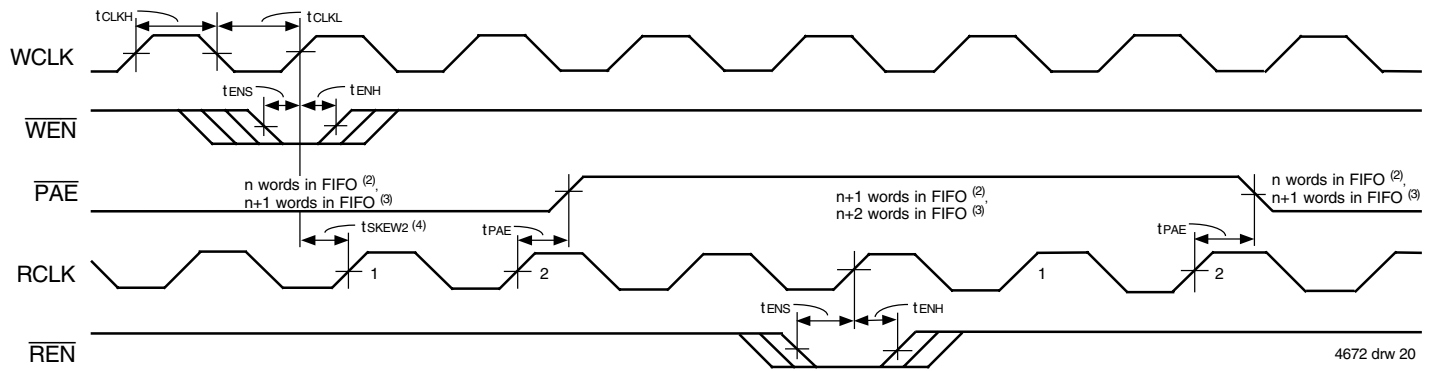 tCLKH
tCLKL
WCLK
tENS
tENH
WEN
PAE
n words in FIFO (2),
n+1 words in FIFO (3)
n+1 words in FIFO (2),
n+2 words in FIFO (3)
n words in FIFO (2),
n+1 words in FIFO (3)
tSKEW2 (4)
tPAE
tPAE
RCLK
1
2
1
2
tENS
tENH
REN
4672 drw 20